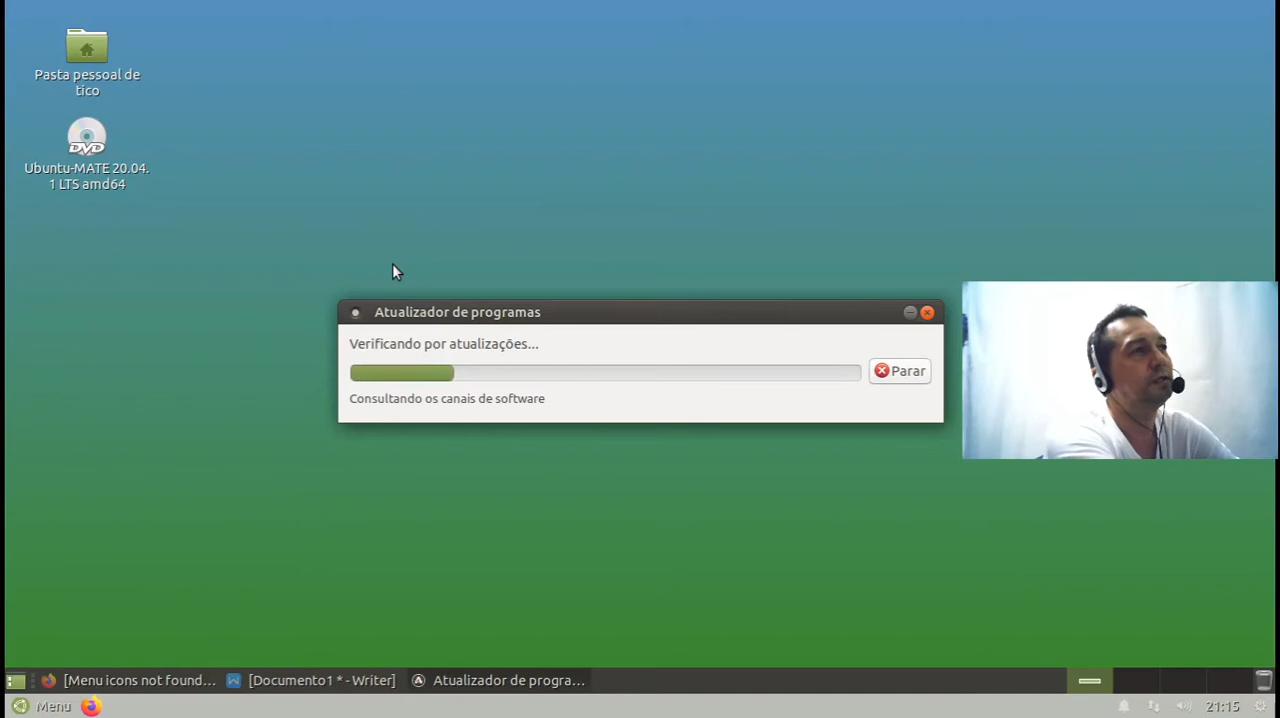 Pasta pessoal de
tico
DVD
Ubuntu-MATE 20.04.
1 LTS amd64
Atualizador de programas
Verificando por atualizações...
Parar
Consultando os canais de software
[Menu icons not found...
[Documento1 * - Writer]
Atualizador de progra...
Menu
21:15